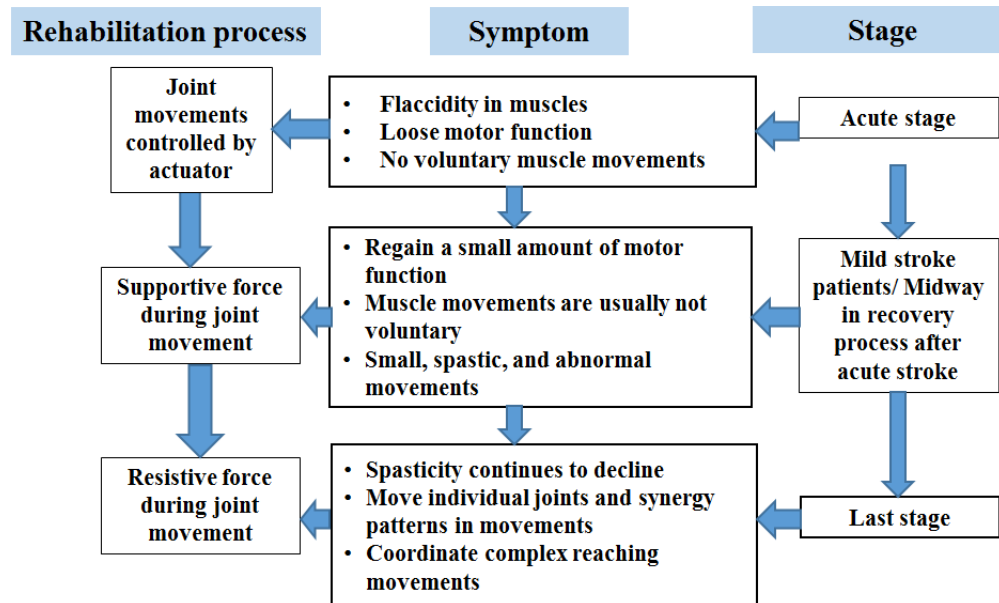 Rehabilitation process
Symptom
Stage
Joint
movements
controlled by
actuator
• Flaccidity in muscles
• Loose motor function
• No voluntary muscle movements
Acute stage
Supportive force
during joint
movement
• Regain a small amount of motor
function
• Muscle movements are usually not
voluntary
• Small, spastic, and abnormal
movements
Mild stroke
patients/ Midway
in recovery
process after
acute stroke
Resistive force
during joint
movement
• Spasticity continues to decline
• Move individual joints and synergy
patterns in movements
• Coordinate complex reaching
movements
Last stage